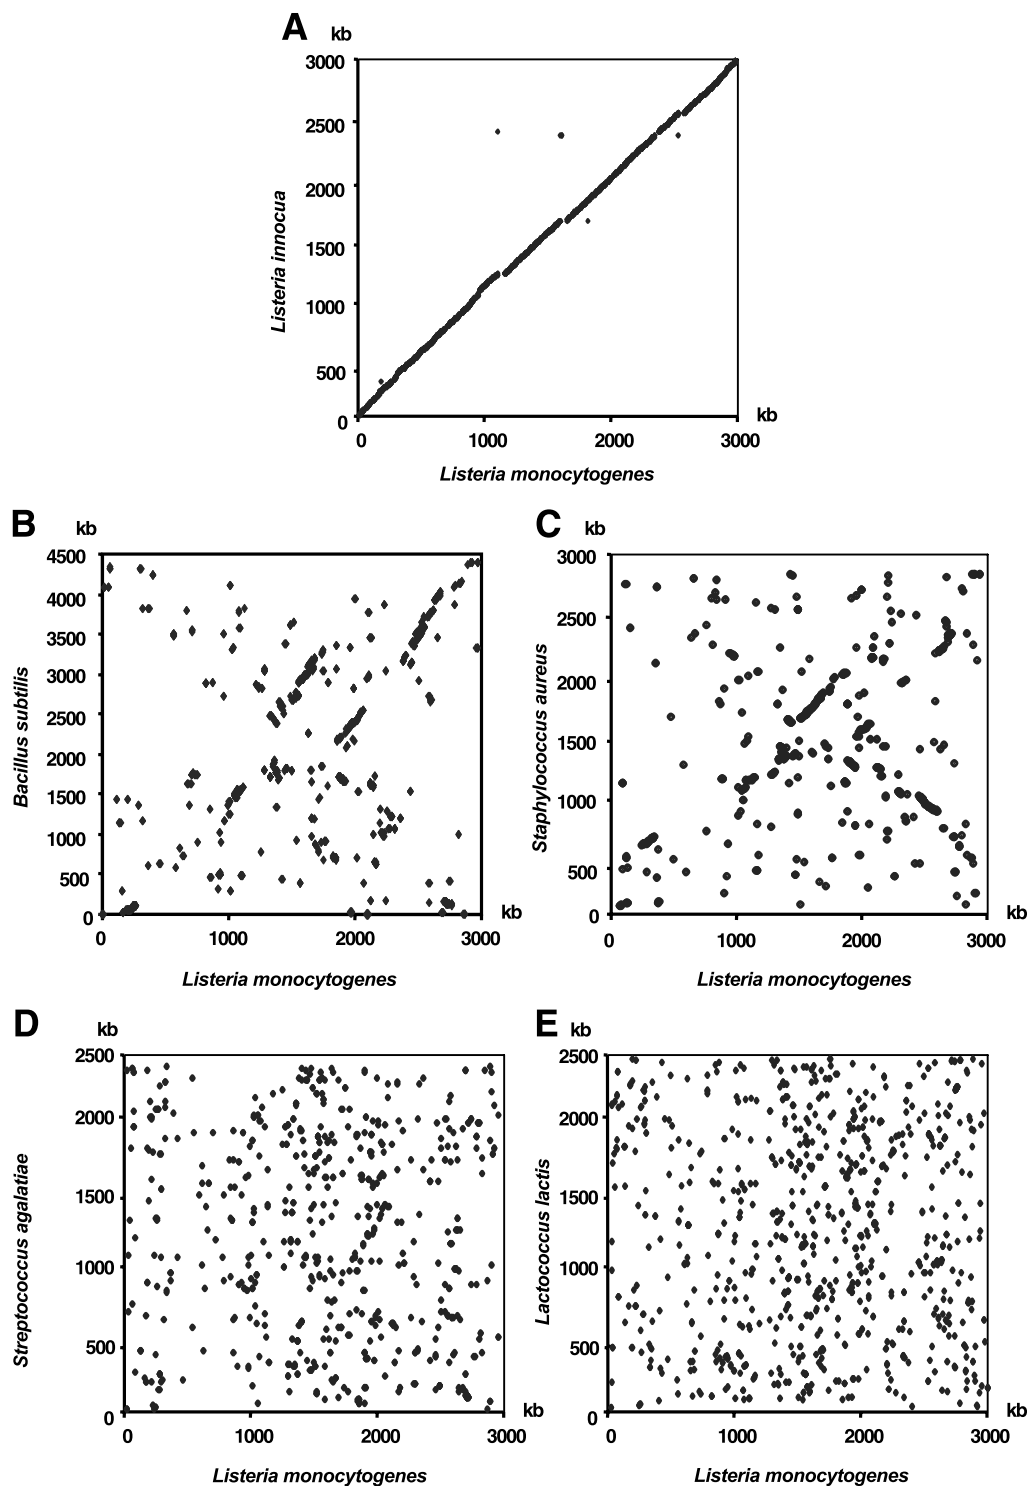 A kb
3000
2500
2000
1500
1000
500
0
Listeria innocua
kb
0 1000 2000 3000
Listeria monocytogenes
B kb
4500
4000
3500
3000
2500
2000
1500
1000
500
0
Bacillus subtilis
kb
0 1000 2000 3000
Listeria monocytogenes
C kb
3000
2500
2000
1500
1000
500
0
Staphylococcus aureus
kb
0 1000 2000 3000
Listeria monocytogenes
D kb
2500
2000
1500
1000
500
0
Streptococcus agalatiae
kb
0 1000 2000 3000
Listeria monocytogenes
E kb
2500
2000
1500
1000
500
0
Lactococcus lactis
kb
0 1000 2000 3000
Listeria monocytogenes